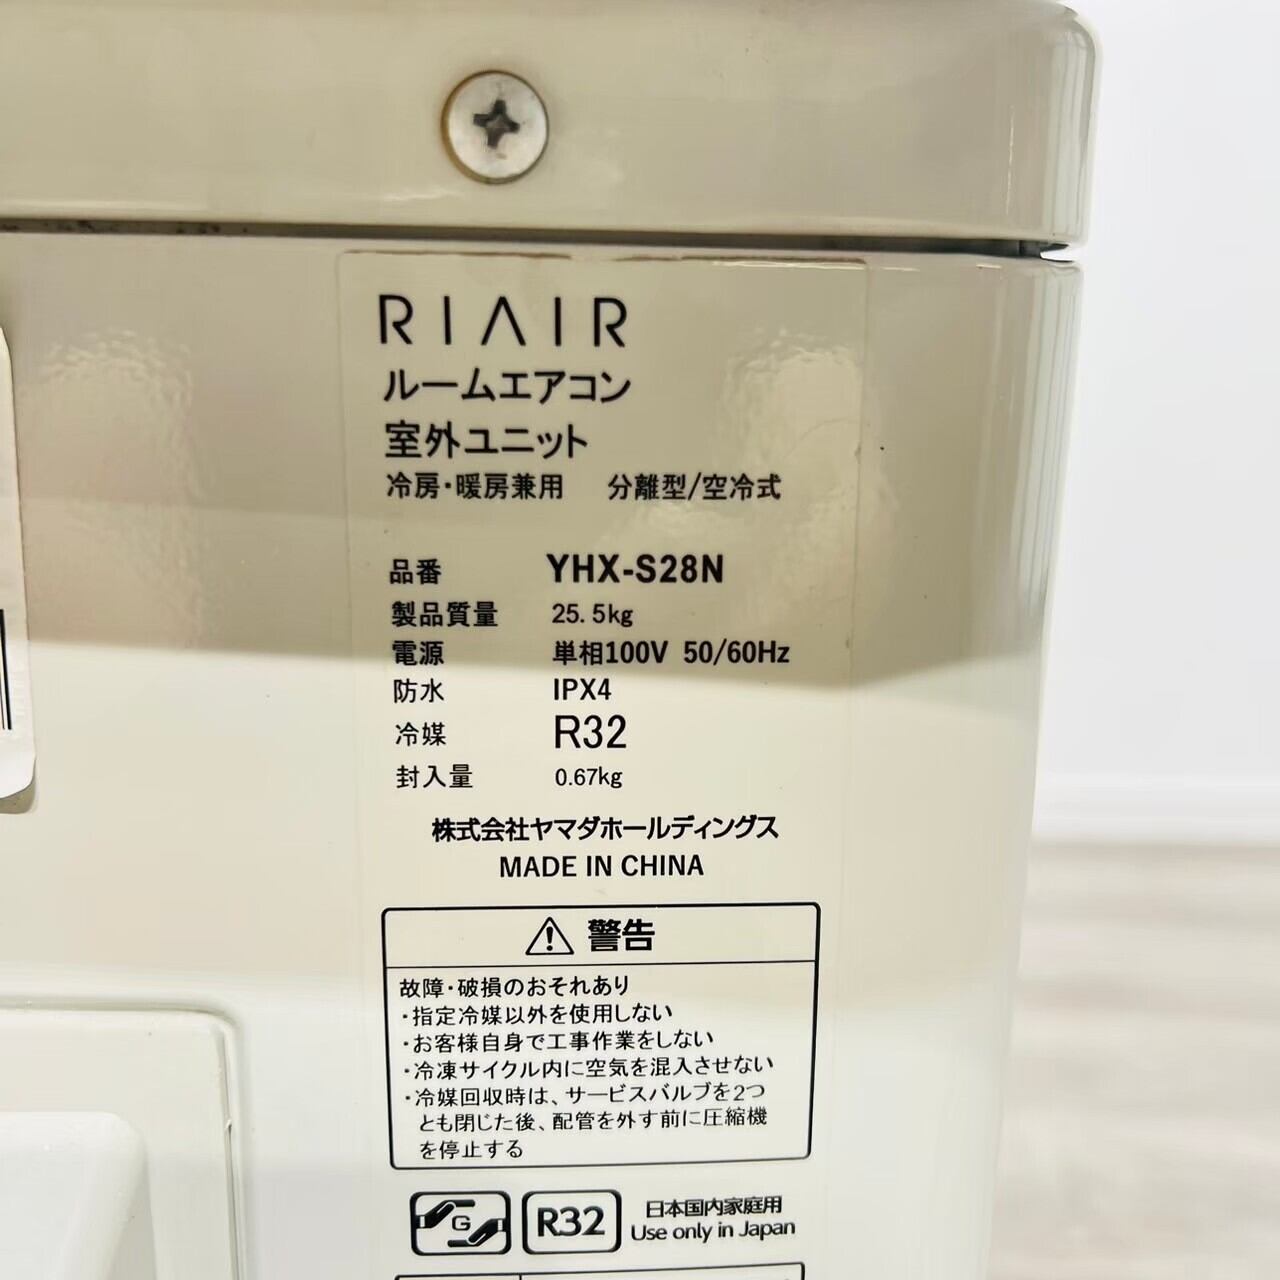 RIAIR
ルームエアコン
室外ユニット
冷房・暖房兼用 分離型/空冷式
品番 YHX-S28N
製品質量 25.5kg
電源 単相100V 50/60Hz
防水 IPX4
冷媒 R32
封入量 0.67kg
株式会社ヤマダホールディングス
MADE IN CHINA
警告
故障・破損のおそれあり
・指定冷媒以外を使用しない
・お客様自身で工事作業をしない
・冷凍サイクル内に空気を混入させない
・冷媒回収時は、サービスバルブを2つ
とも閉じた後、配管を外す前に圧縮機
を停止する
G R32 日本国内家庭用
Use only in Japan